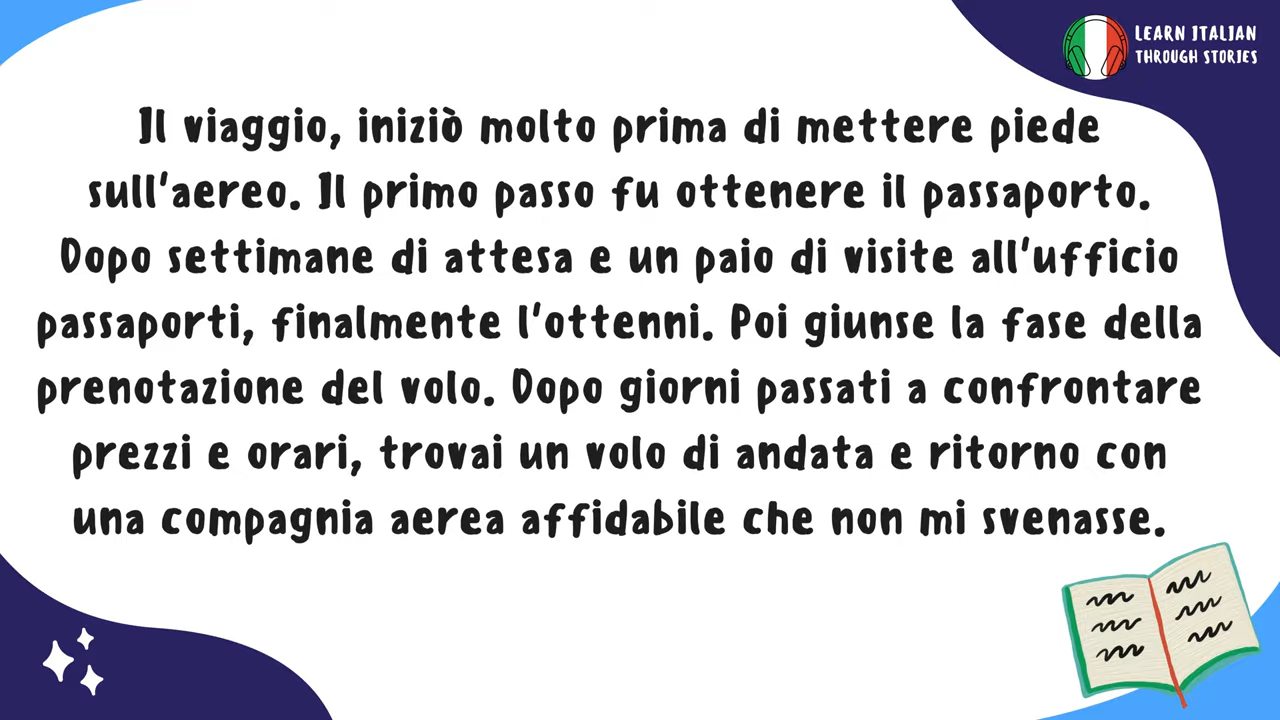 LEARN ITALIAN
THROUGH STORIES
Il viaggio, iniziò molto prima di mettere piede
sull'aereo. Il primo passo fu ottenere il passaporto.
Dopo settimane di attesa e un paio di visite all'ufficio
passaporti, finalmente l'ottenni. Poi giunse la fase della
prenotazione del volo. Dopo giorni passati a confrontare
prezzi e orari, trovai un volo di andata e ritorno con
una compagnia aerea affidabile che non mi svenasse.